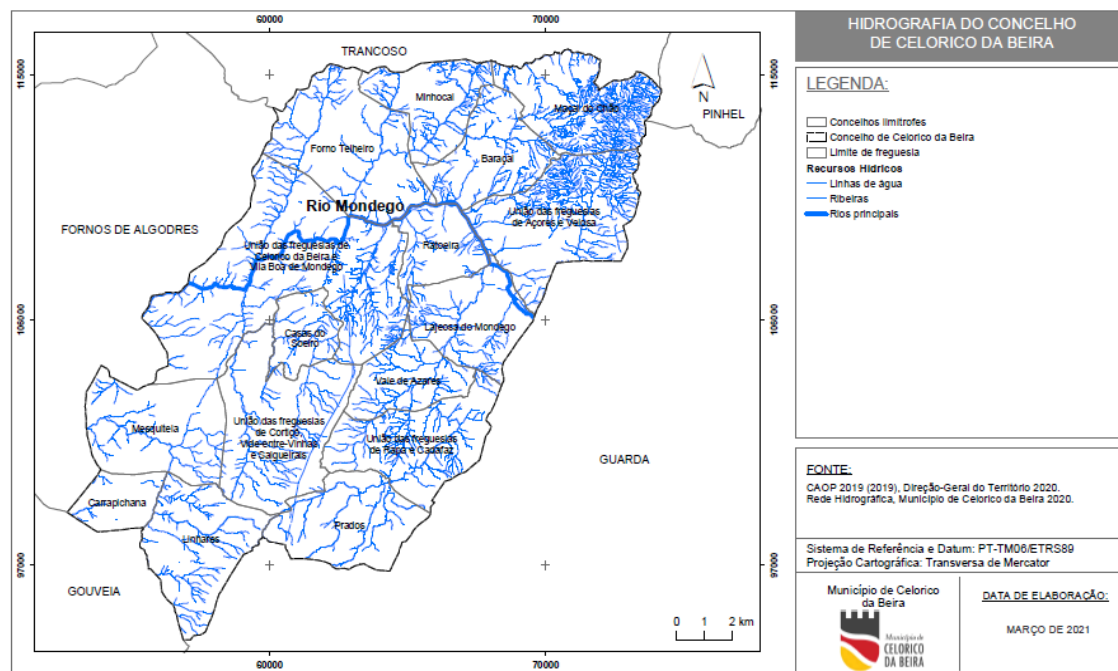 60000
70000
TRANCOSO
115000
115000
Minhocal
Maçal do Chão
N
PINHEL
Forno Telheiro
Baraçal
Rio Mondego
União das freguesias
de Açores e Velosa
FORNOS DE ALGODRES
União das freguesias de
Celorico da Beira e
Vila Boa de Mondego
Ratoeira
106000
106000
Lajeosa do Mondego
Casas do
Soeiro
Vale de Azares
Mesquitela
União das freguesias
de Cortiçô,
Vide-entre-Vinhas
e Salgueirais
União das freguesias
de Rapa e Cadafaz
GUARDA
Carrapichana
Prados
Linhares
97000
97000
GOUVEIA
0 1 2 km
60000
70000
HIDROGRAFIA DO CONCELHO
DE CELORICO DA BEIRA
LEGENDA:
Concelhos limítrofes
Concelho de Celorico da Beira
Limite de freguesia
Recursos Hídricos
Linhas de água
Ribeiras
Rios principais
FONTE:
CAOP 2019 (2019), Direção-Geral do Território 2020.
Rede Hidrográfica, Município de Celorico da Beira 2020.
Sistema de Referência e Datum: PT-TM06/ETRS89
Projeção Cartográfica: Transversa de Mercator
Município de Celorico
da Beira
Município de
CELORICO
DA BEIRA
DATA DE ELABORAÇÃO:
MARÇO DE 2021